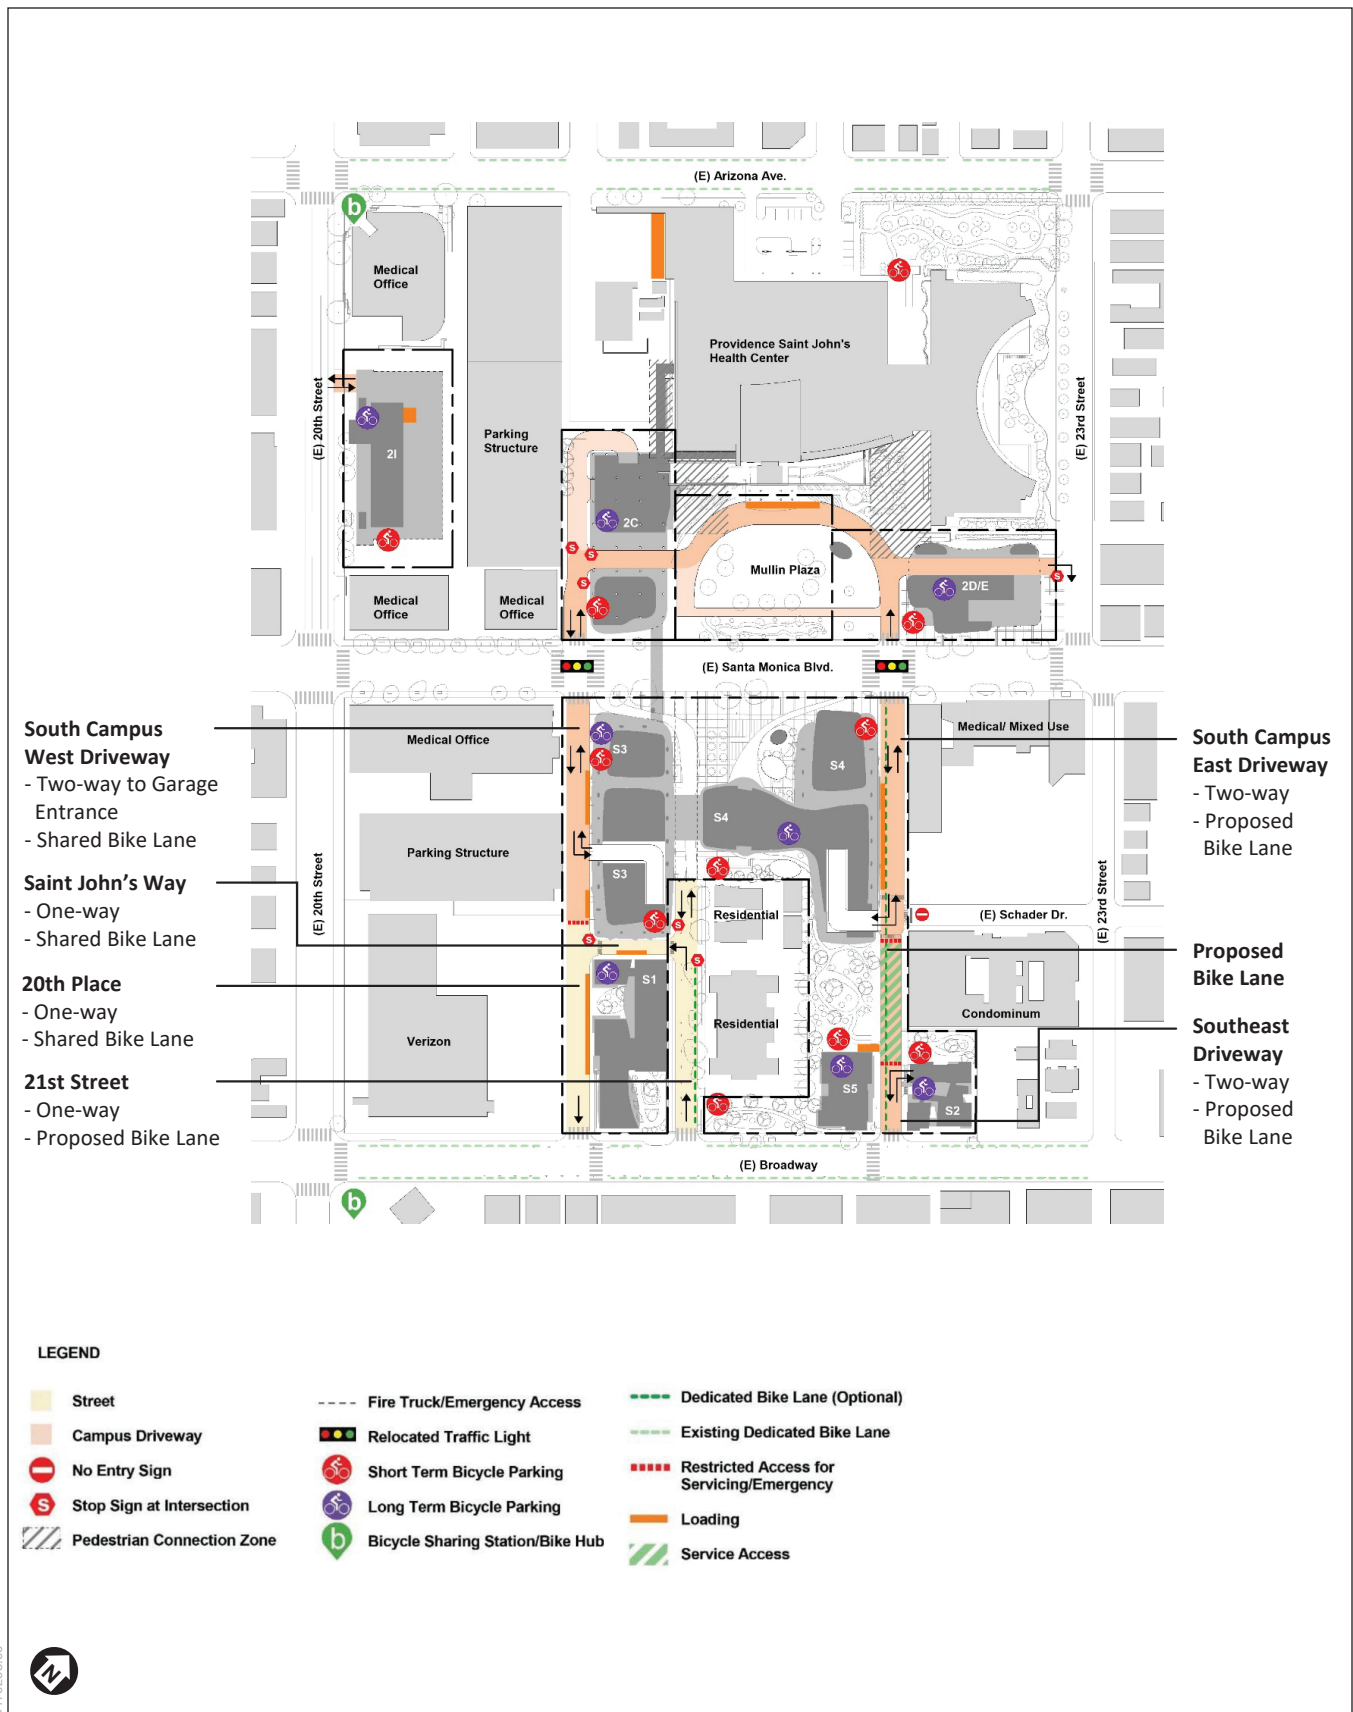 (E) Arizona Ave.
b
Medical
Office
Providence Saint John's
Health Center
(E) 20th Street
(E) 23rd Street
2I
Parking
Structure
2C
S
S
S
Mullin Plaza
2D/E
S
Medical
Office
Medical
Office
(E) Santa Monica Blvd.
South Campus
West Driveway
- Two-way to Garage
Entrance
- Shared Bike Lane
Medical Office
S3
S4
Medical/ Mixed Use
South Campus
East Driveway
- Two-way
- Proposed
Bike Lane
S4
Parking Structure
S3
(E) 20th Street
(E) 23rd Street
Saint John's Way
- One-way
- Shared Bike Lane
Residential
(E) Schader Dr.
S
S
S
Proposed
Bike Lane
20th Place
- One-way
- Shared Bike Lane
S1
Residential
Condominum
Verizon
Southeast
Driveway
- Two-way
- Proposed
Bike Lane
21st Street
- One-way
- Proposed Bike Lane
S5
S2
(E) Broadway
b
LEGEND
Street
Campus Driveway
No Entry Sign
S
Stop Sign at Intersection
Pedestrian Connection Zone
Fire Truck/Emergency Access
Relocated Traffic Light
Short Term Bicycle Parking
Long Term Bicycle Parking
b
Bicycle Sharing Station/Bike Hub
Dedicated Bike Lane (Optional)
Existing Dedicated Bike Lane
Restricted Access for
Servicing/Emergency
Loading
Service Access
N